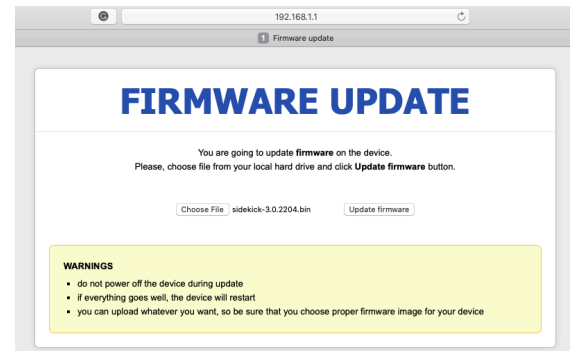 192.168.1.1
1 Firmware update
FIRMWARE UPDATE
You are going to update firmware on the device.
Please, choose file from your local hard drive and click Update firmware button.
Choose File sidekick-3.0.2204.bin Update firmware
WARNINGS
do not power off the device during update
if everything goes well, the device will restart
you can upload whatever you want, so be sure that you choose proper firmware image for your device